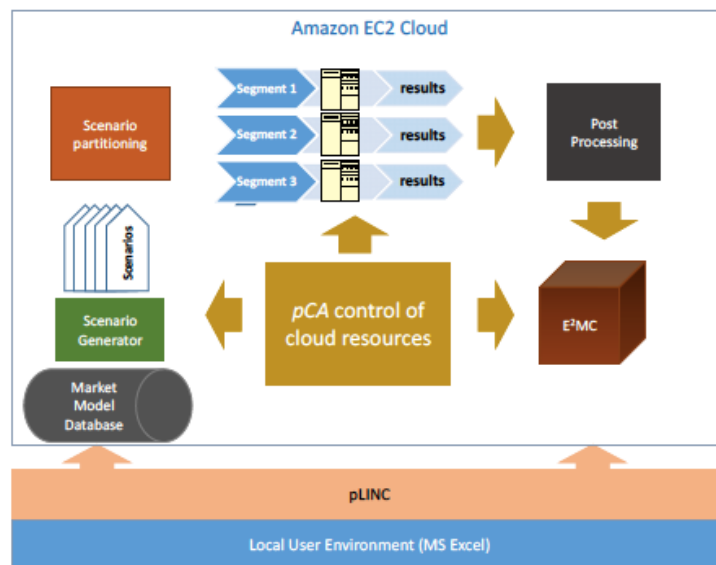 Amazon EC2 Cloud
Scenario
partitioning
Segment 1
results
Segment 2
results
Segment 3
results
Post
Processing
Scenarios
Scenario
Generator
pCA control of
cloud resources
E²MC
Market
Model
Database
pLINC
Local User Environment (MS Excel)